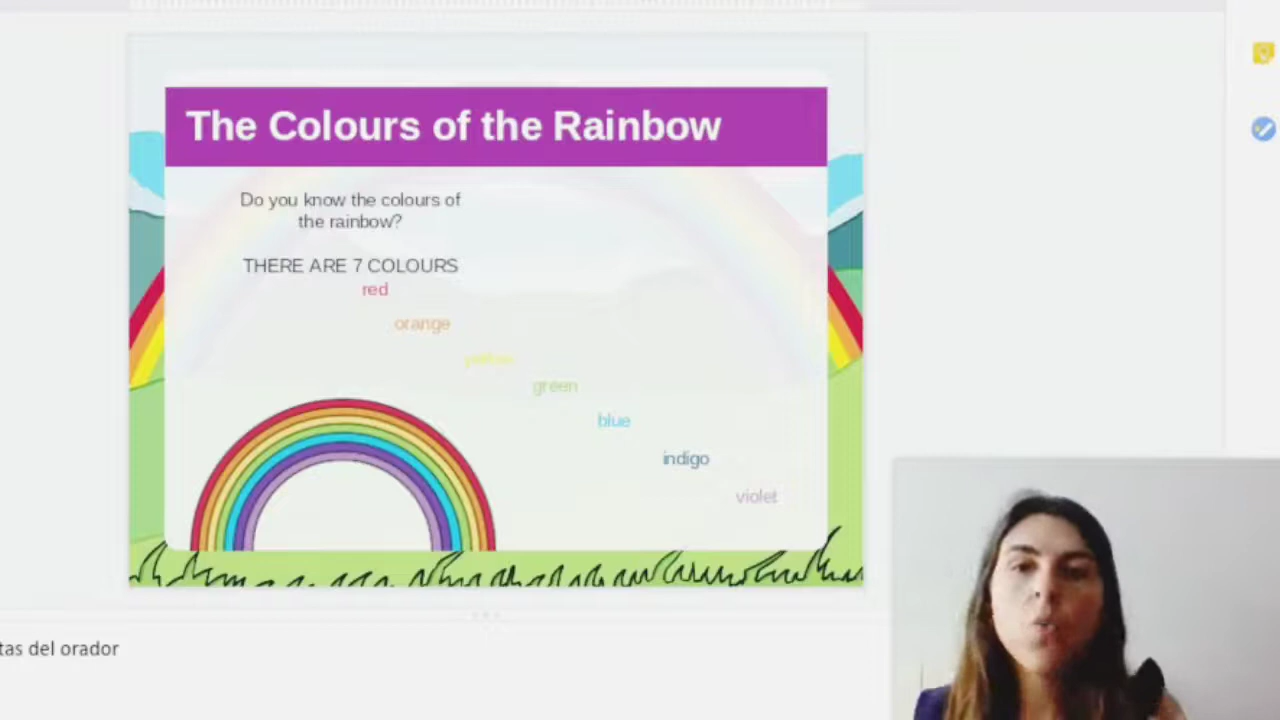 The Colours of the Rainbow
Do you know the colours of
the rainbow?
THERE ARE 7 COLOURS
red
orange
yellow
green
blue
indigo
violet
tas del orador